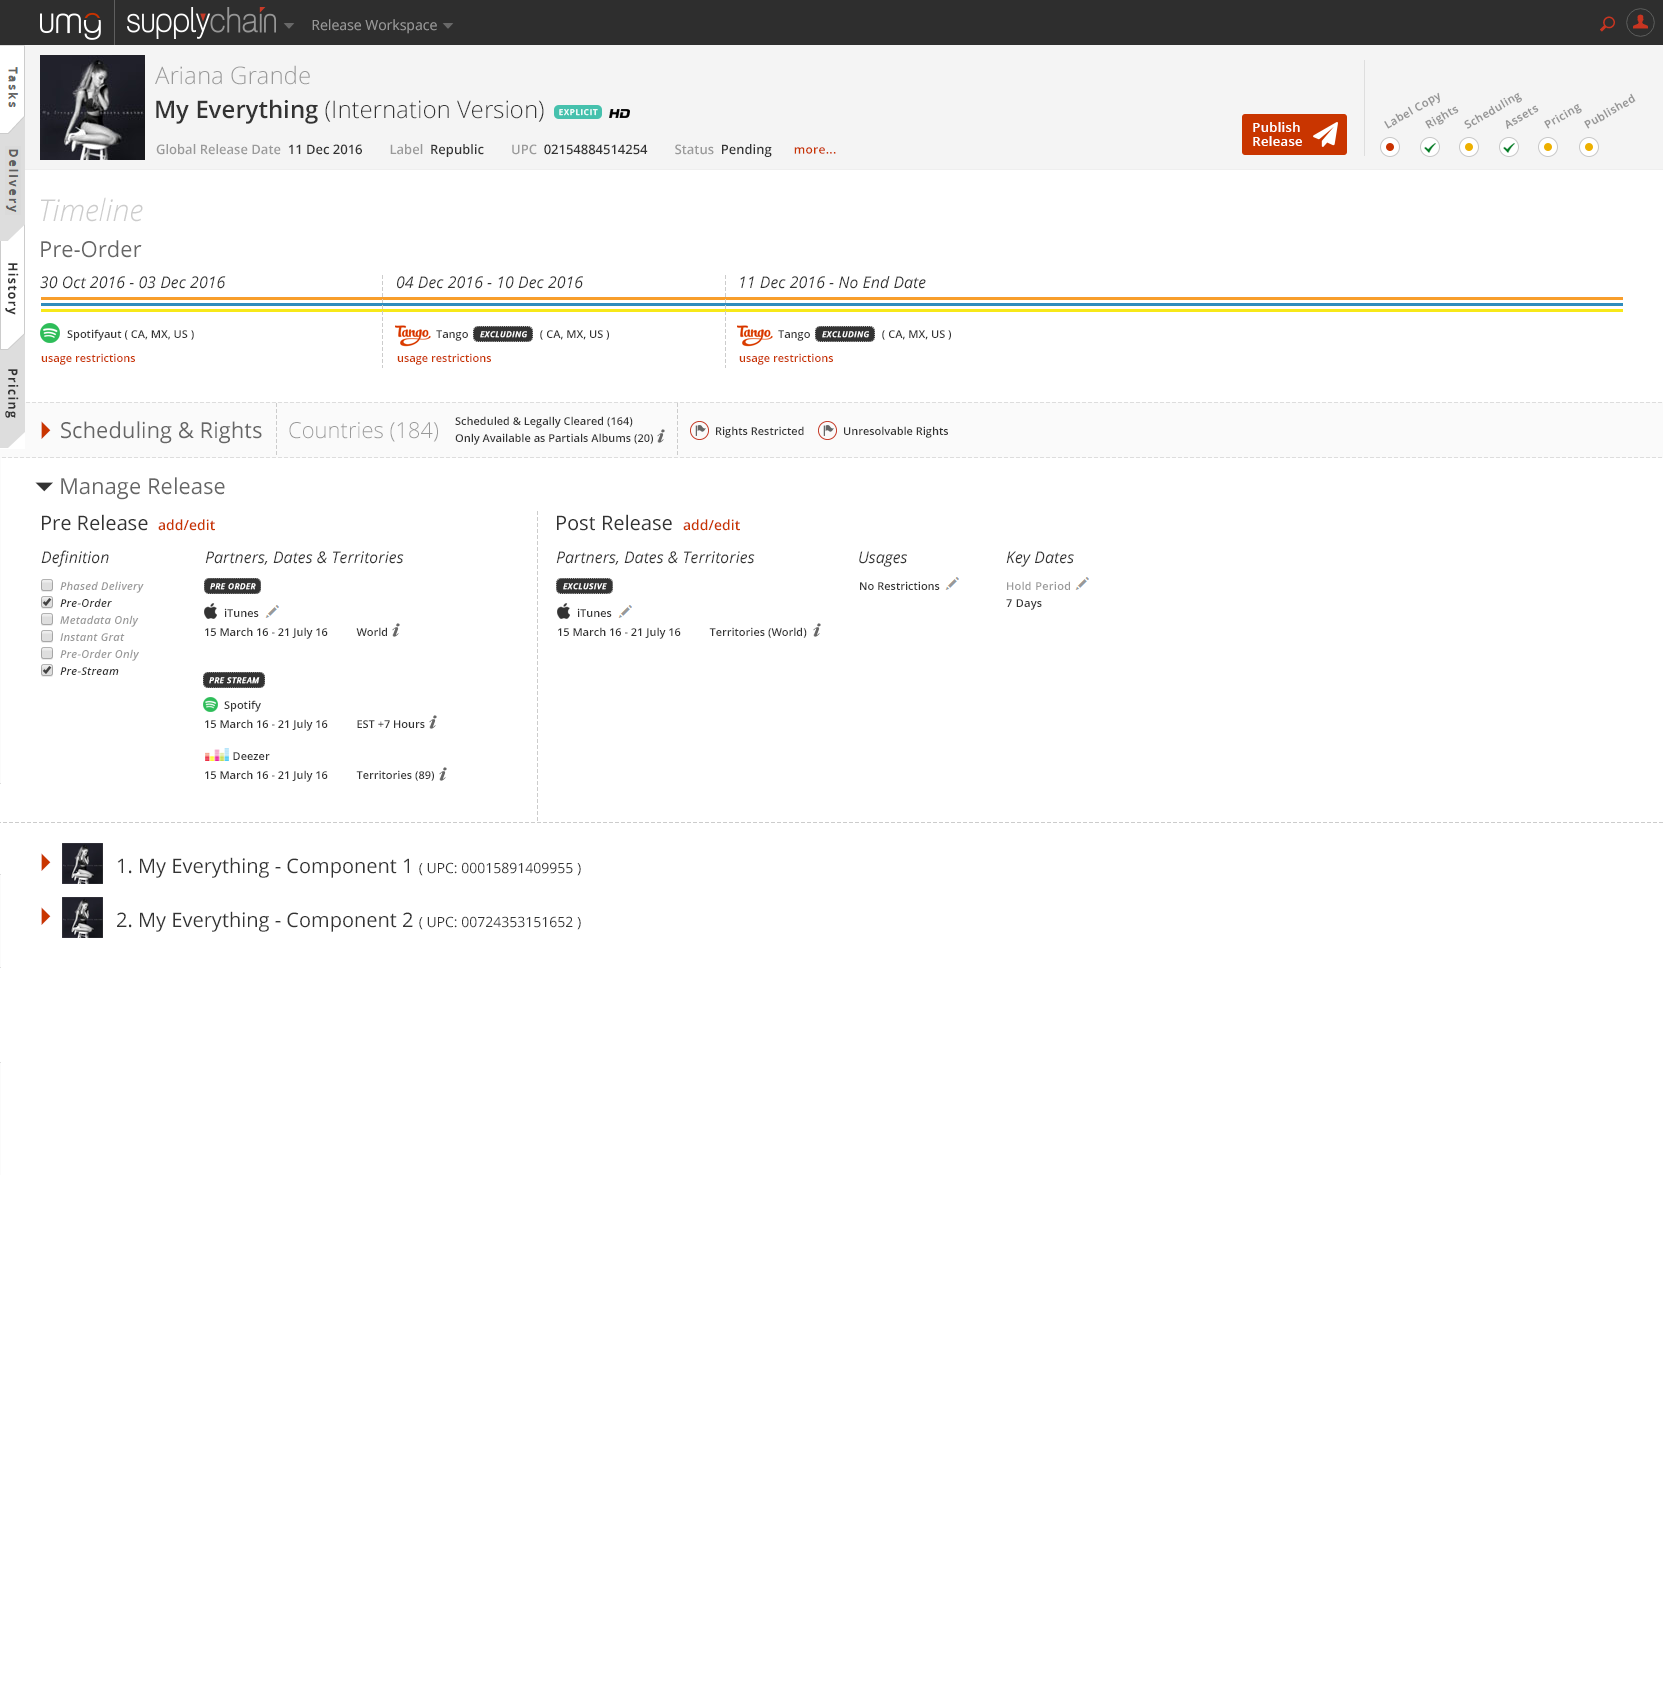 umg supplychain Release Workspace
Tasks
Delivery
History
Pricing
Ariana Grande
My Everything (Internation Version) EXPLICIT HD
Global Release Date 11 Dec 2016 Label Republic UPC 02154884514254 Status Pending more...
Publish
Release
Label Copy
Rights
Scheduling
Assets
Pricing
Published
Timeline
Pre-Order
30 Oct 2016 - 03 Dec 2016
04 Dec 2016 - 10 Dec 2016
11 Dec 2016 - No End Date
Spotifyaut ( CA, MX, US )
Tango Tango EXCLUDING ( CA, MX, US )
Tango Tango EXCLUDING ( CA, MX, US )
usage restrictions
usage restrictions
usage restrictions
Scheduling & Rights
Countries (184)
Scheduled & Legally Cleared (164)
Only Available as Partials Albums (20) i
Rights Restricted
Unresolvable Rights
Manage Release
Pre Release add/edit
Definition
Phased Delivery
Pre-Order
Metadata Only
Instant Grat
Pre-Order Only
Pre-Stream
Partners, Dates & Territories
PRE ORDER
iTunes
15 March 16 - 21 July 16 World i
PRE STREAM
Spotify
15 March 16 - 21 July 16 EST +7 Hours i
Deezer
15 March 16 - 21 July 16 Territories (89) i
Post Release add/edit
Partners, Dates & Territories
EXCLUSIVE
iTunes
15 March 16 - 21 July 16 Territories (World) i
Usages
No Restrictions
Key Dates
Hold Period
7 Days
1. My Everything - Component 1 ( UPC: 00015891409955 )
2. My Everything - Component 2 ( UPC: 00724353151652 )